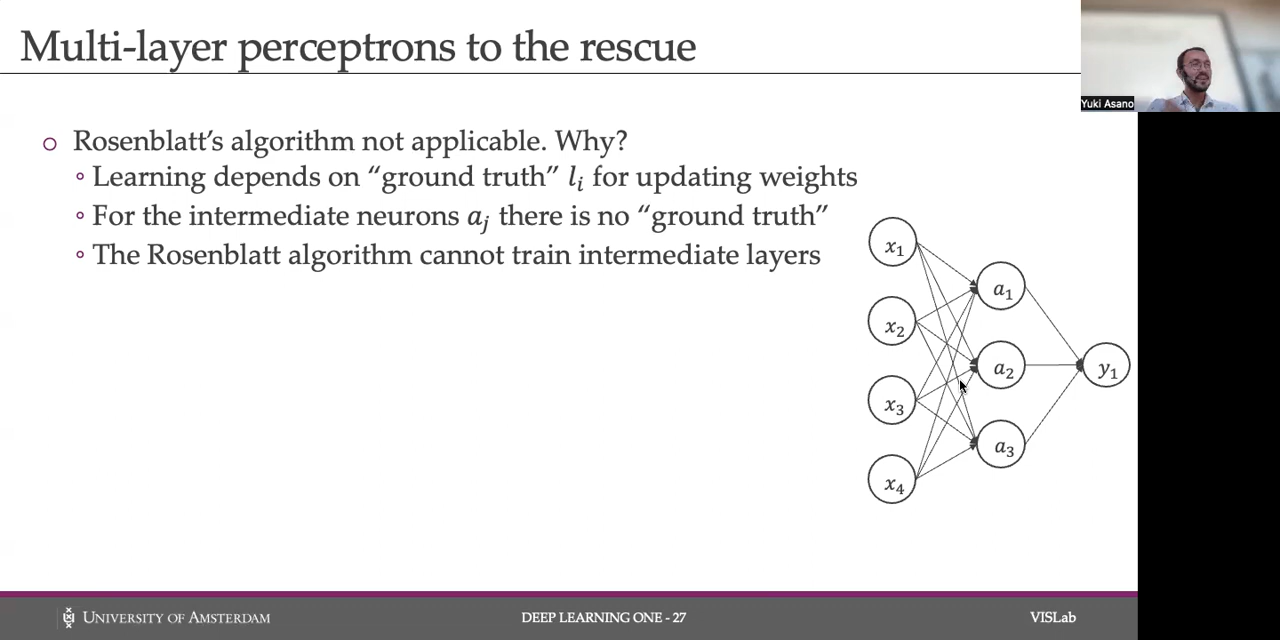 Multi-layer perceptrons to the rescue
Yuki Asano
Rosenblatt’s algorithm not applicable. Why?
Learning depends on “ground truth” lᵢ for updating weights
For the intermediate neurons aⱼ there is no “ground truth”
The Rosenblatt algorithm cannot train intermediate layers
x₁
a₁
x₂
a₂
y₁
x₃
a₃
x₄
UNIVERSITY OF AMSTERDAM
DEEP LEARNING ONE - 27
VISLab